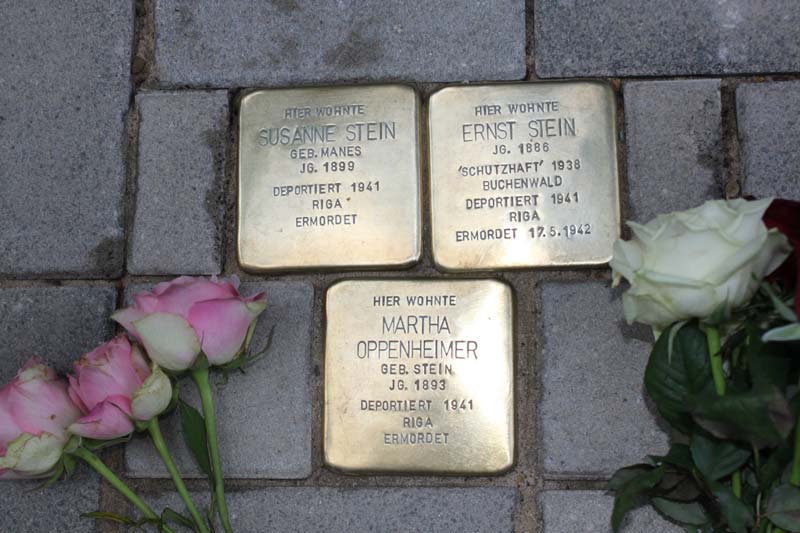 HIER WOHNTE
SUSANNE STEIN
GEB. MANES
JG. 1899
DEPORTIERT 1941
RIGA
ERMORDET
HIER WOHNTE
ERNST STEIN
JG. 1886
'SCHUTZHAFT' 1938
BUCHENWALD
DEPORTIERT 1941
RIGA
ERMORDET 17.5.1942
HIER WOHNTE
MARTHA
OPPENHEIMER
GEB. STEIN
JG. 1893
DEPORTIERT 1941
RIGA
ERMORDET